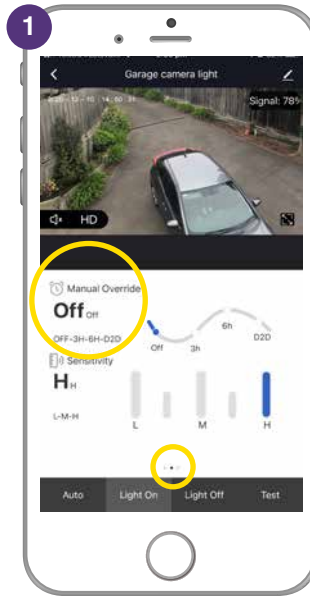 1
Garage camera light
Signal: 78%
HD
Manual Override
Off Off
OFF-3H-6H-D2D
Off
3h
6h
D2D
Sensitivity
H H
L-M-H
L
M
H
Auto
Light On
Light Off
Test